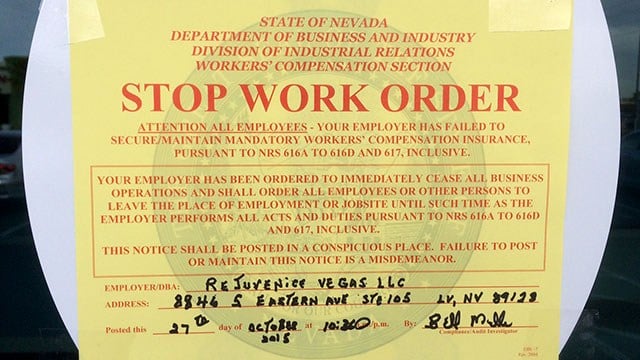 STATE OF NEVADA
DEPARTMENT OF BUSINESS AND INDUSTRY
DIVISION OF INDUSTRIAL RELATIONS
WORKERS' COMPENSATION SECTION
STOP WORK ORDER
ATTENTION ALL EMPLOYEES - YOUR EMPLOYER HAS FAILED TO
SECURE/MAINTAIN MANDATORY WORKERS' COMPENSATION INSURANCE,
PURSUANT TO NRS 616A TO 616D AND 617, INCLUSIVE.
YOUR EMPLOYER HAS BEEN ORDERED TO IMMEDIATELY CEASE ALL BUSINESS
OPERATIONS AND SHALL ORDER ALL EMPLOYEES OR OTHER PERSONS TO
LEAVE THE PLACE OF EMPLOYMENT OR JOBSITE UNTIL SUCH TIME AS THE
EMPLOYER PERFORMS ALL ACTS AND DUTIES PURSUANT TO NRS 616A TO 616D
AND 617, INCLUSIVE.
THIS NOTICE SHALL BE POSTED IN A CONSPICUOUS PLACE. FAILURE TO POST
OR MAINTAIN THIS NOTICE IS A MISDEMEANOR.
EMPLOYER/DBA: REJUVENICE VEGAS LLC
ADDRESS: 8846 S EASTERN AVE STE 105 LV, NV 89123
Posted this 27th day of OCTOBER at /p.m. By:
2015
Compliance/Audit Investigator